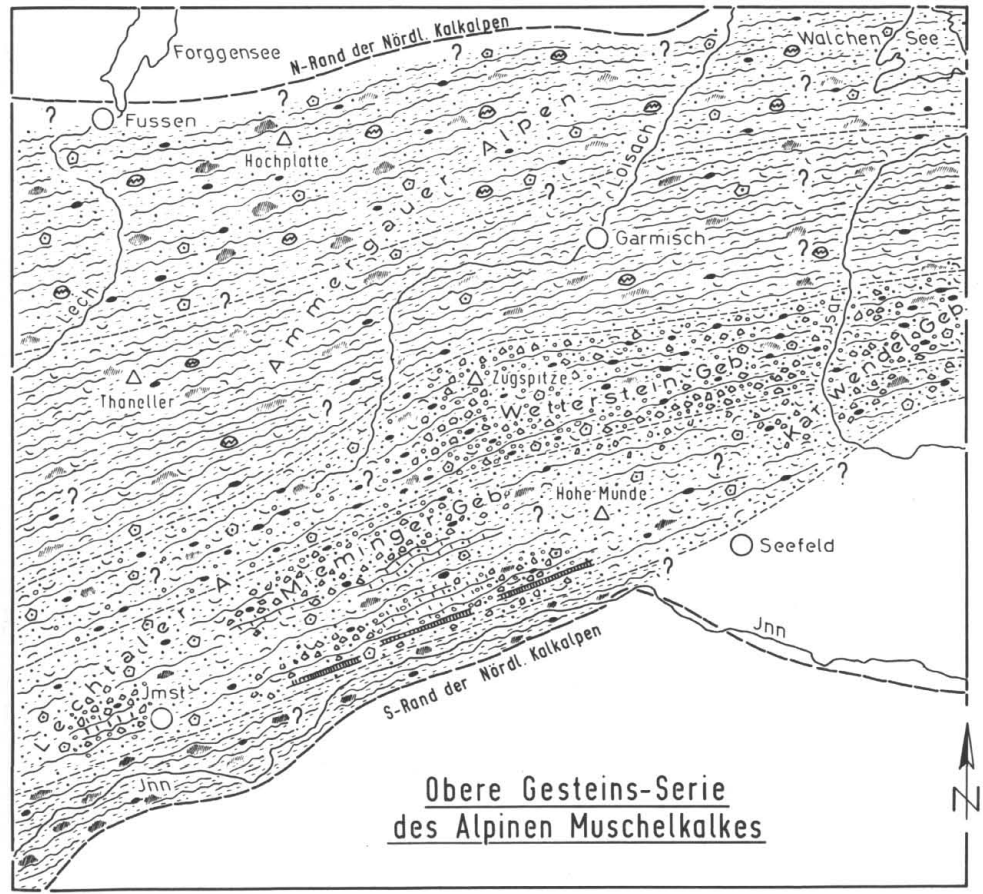 Forggensee
N-Rand der Nördl. Kalkalpen
?
?
Walchen See
?
?
Fussen
Hochplatte
Ammergauer Alpen
Loisach
?
?
Garmisch
?
Lech
?
Isar
Thaneller
Zugspitze
Wetterstein Geb.
Karwendel Geb.
?
?
?
?
?
Hohe Munde
?
Mieminger Geb.
Seefeld
?
?
Lechtaler A.
Jnn
S-Rand der Nördl. Kalkalpen
Jmst
?
Jnn
Obere Gesteins-Serie
des Alpinen Muschelkalkes
N